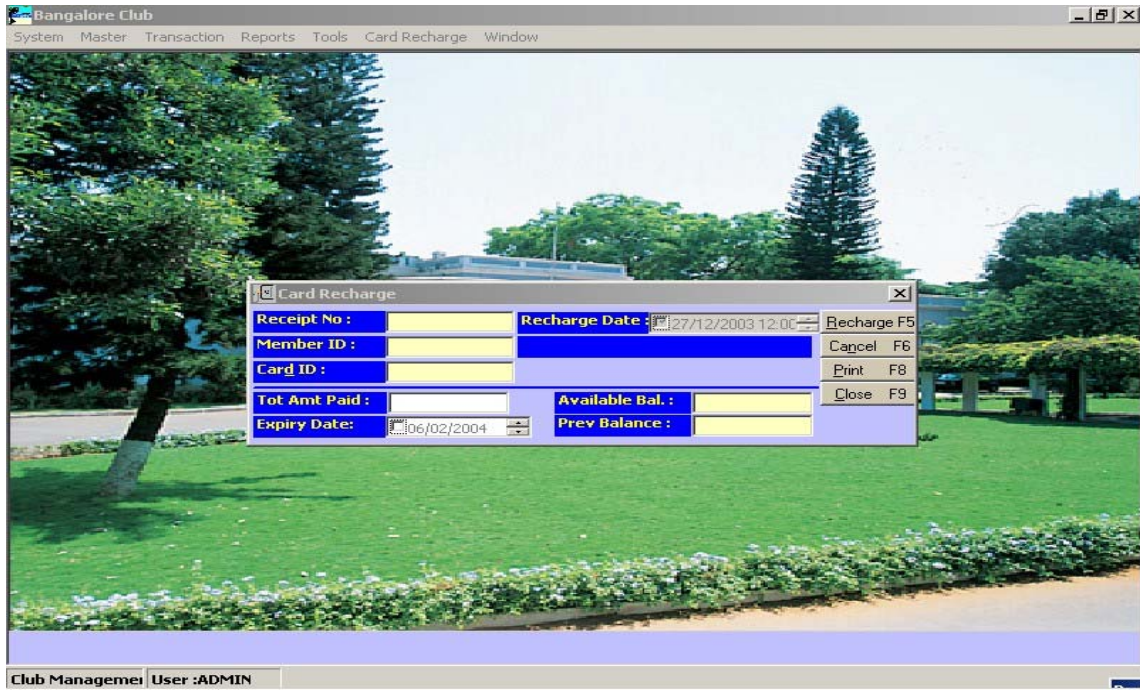 Bangalore Club
System Master Transaction Reports Tools Card Recharge Window
Card Recharge
Receipt No : Recharge Date : 27/12/2003 12:00 Recharge F5
Member ID : Cancel F6
Card ID : Print F8
Tot Amt Paid : Available Bal. : Close F9
Expiry Date: 06/02/2004 Prev Balance :
Club Managemei User :ADMIN